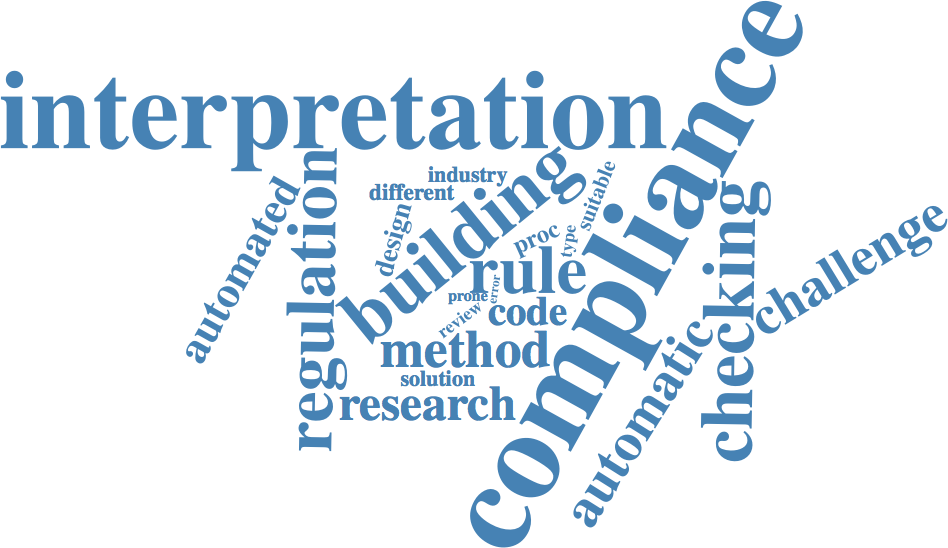 interpretation
compliance
industry
different
building
suitable
automated
regulation
design
proc
type
checking
challenge
rule
prone
error
review
code
method
automatic
solution
research